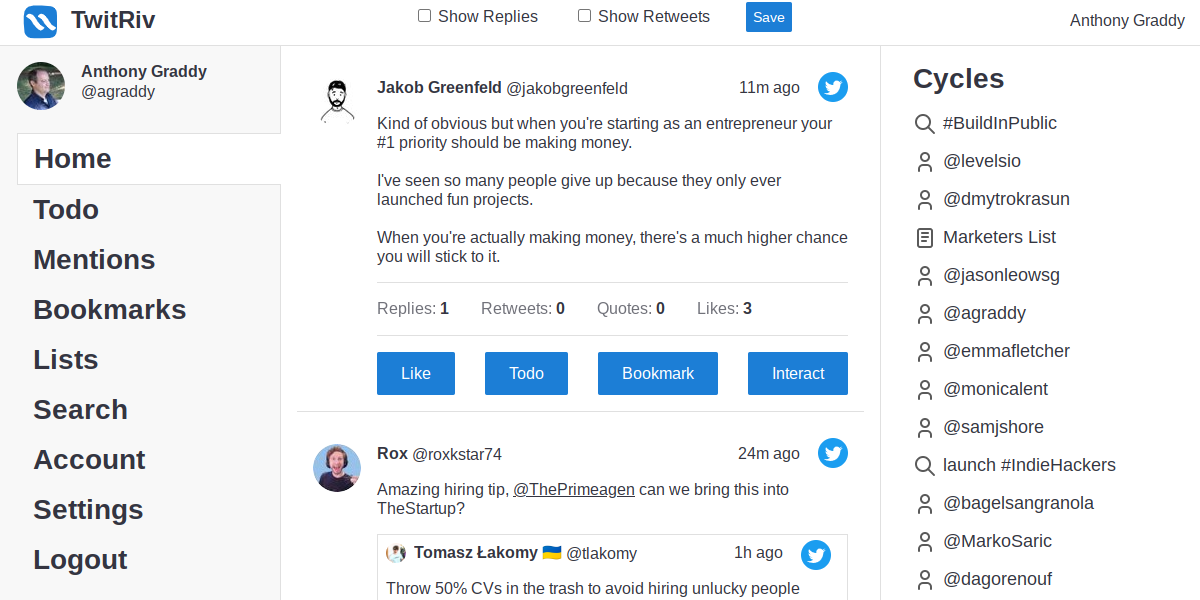 TwitRiv
Show Replies
Show Retweets
Save
Anthony Graddy
Anthony Graddy
@agraddy
Home
Todo
Mentions
Bookmarks
Lists
Search
Account
Settings
Logout
Jakob Greenfeld @jakobgreenfeld 11m ago
Kind of obvious but when you're starting as an entrepreneur your
#1 priority should be making money.
I've seen so many people give up because they only ever
launched fun projects.
When you're actually making money, there's a much higher chance
you will stick to it.
Replies: 1 Retweets: 0 Quotes: 0 Likes: 3
Like Todo Bookmark Interact
Rox @roxkstar74 24m ago
Amazing hiring tip, @ThePrimeagen can we bring this into
TheStartup?
Tomasz Łakomy 🇺🇦 @tlakomy 1h ago
Throw 50% CVs in the trash to avoid hiring unlucky people
Cycles
#BuildInPublic
@levelsio
@dmytrokrasun
Marketers List
@jasonleowsg
@agraddy
@emmafletcher
@monicalent
@samjshore
launch #IndieHackers
@bagelsangranola
@MarkoSaric
@dagorenouf